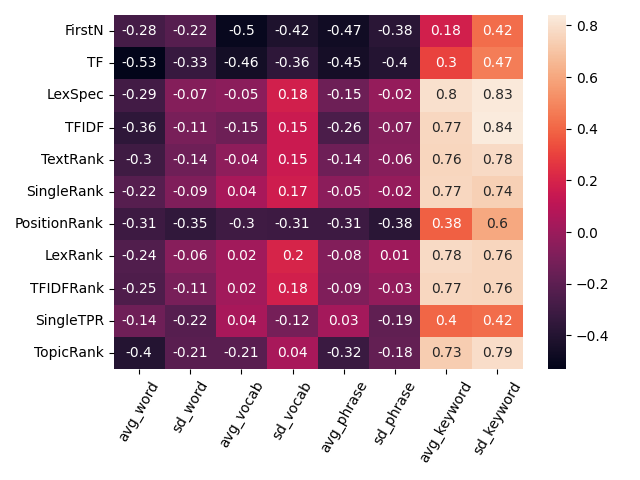 FirstN -0.28 -0.22 -0.5 -0.42 -0.47 -0.38 0.18 0.42
TF -0.53 -0.33 -0.46 -0.36 -0.45 -0.4 0.3 0.47
LexSpec -0.29 -0.07 -0.05 0.18 -0.15 -0.02 0.8 0.83
TFIDF -0.36 -0.11 -0.15 0.15 -0.26 -0.07 0.77 0.84
TextRank -0.3 -0.14 -0.04 0.15 -0.14 -0.06 0.76 0.78
SingleRank -0.22 -0.09 0.04 0.17 -0.05 -0.02 0.77 0.74
PositionRank -0.31 -0.35 -0.3 -0.31 -0.31 -0.38 0.38 0.6
LexRank -0.24 -0.06 0.02 0.2 -0.08 0.01 0.78 0.76
TFIDFRank -0.25 -0.11 0.02 0.18 -0.09 -0.03 0.77 0.76
SingleTPR -0.14 -0.22 0.04 -0.12 0.03 -0.19 0.4 0.42
TopicRank -0.4 -0.21 -0.21 0.04 -0.32 -0.18 0.73 0.79
avg_word sd_word avg_vocab sd_vocab avg_phrase sd_phrase avg_keyword sd_keyword
0.8
0.6
0.4
0.2
0.0
−0.2
−0.4